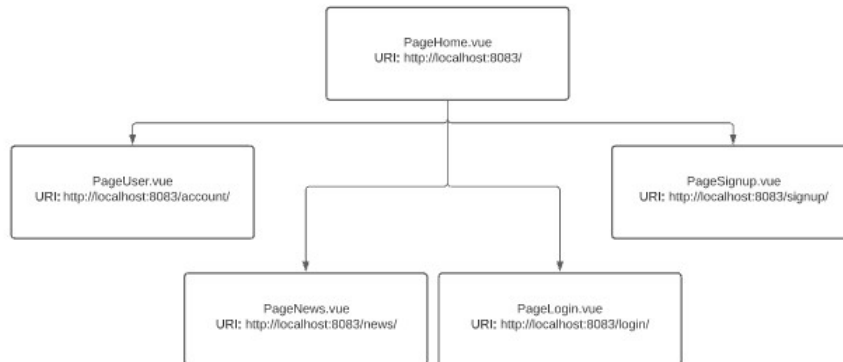 PageHome.vue
URI: http://localhost:8083/
PageUser.vue
URI: http://localhost:8083/account/
PageSignup.vue
URI: http://localhost:8083/signup/
PageNews.vue
URI: http://localhost:8083/news/
PageLogin.vue
URI: http://localhost:8083/login/